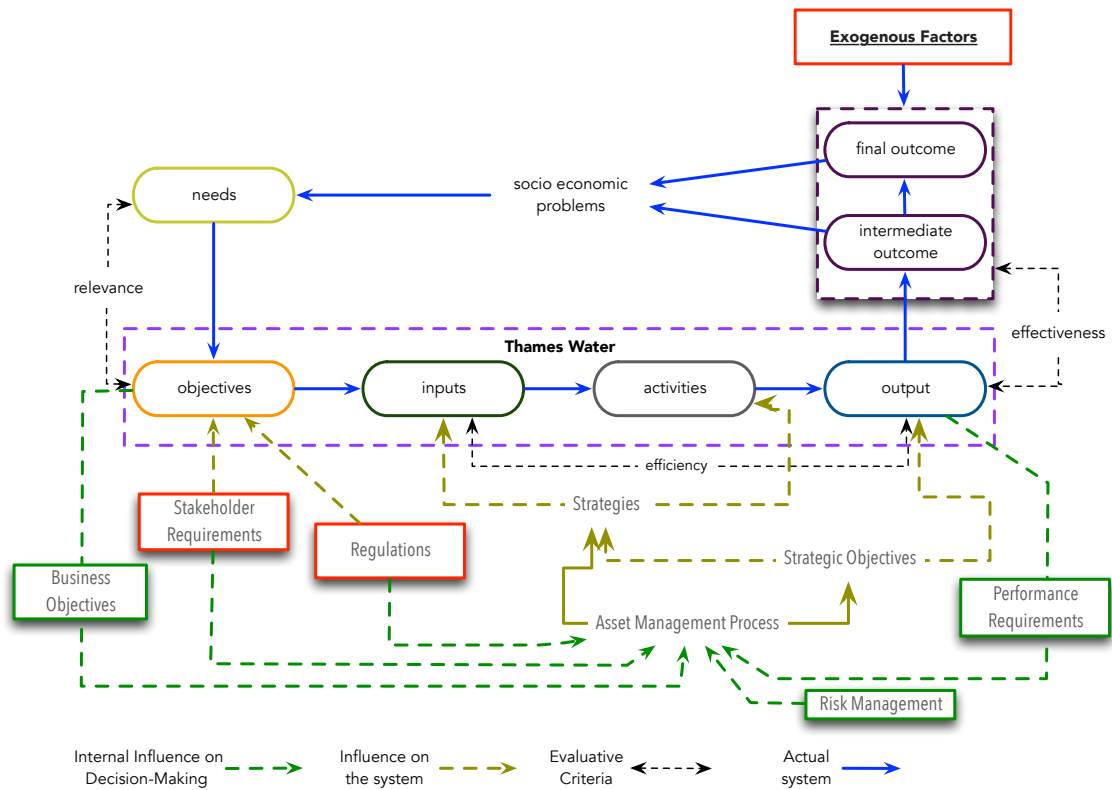 Exogenous Factors
final outcome
needs
socio economic
problems
intermediate
outcome
relevance
effectiveness
Thames Water
objectives
inputs
activities
output
efficiency
Stakeholder
Requirements
Strategies
Regulations
Strategic Objectives
Business
Objectives
Performance
Requirements
Asset Management Process
Risk Management
Internal Influence on
Decision-Making
Influence on
the system
Evaluative
Criteria
Actual
system